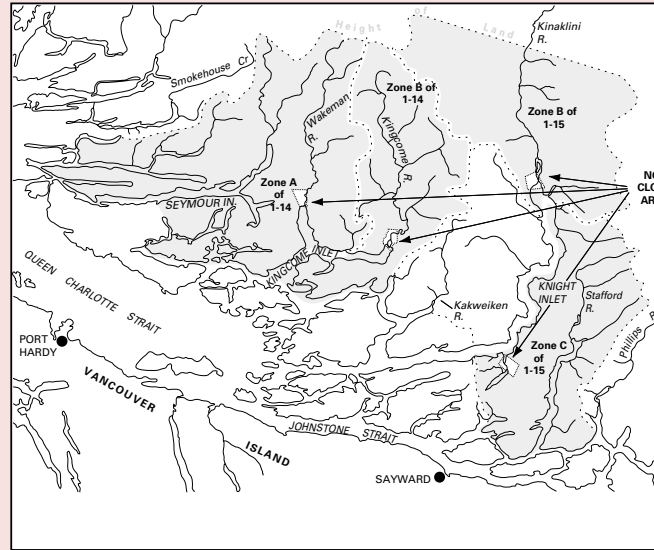 Height of Land
Kinaklini
R.
Smokehouse Cr
Wakeman
R.
Zone B of
1-14
Kingcome R.
Zone B of
1-15
Zone A
of
1-14
SEYMOUR IN.
KINGCOME INLET
QUEEN CHARLOTTE STRAIT
KNIGHT
INLET
Stafford
R.
Kakweiken
R.
Phillips
PORT
HARDY
Zone C
of
1-15
VANCOUVER
ISLAND
JOHNSTONE STRAIT
SAYWARD